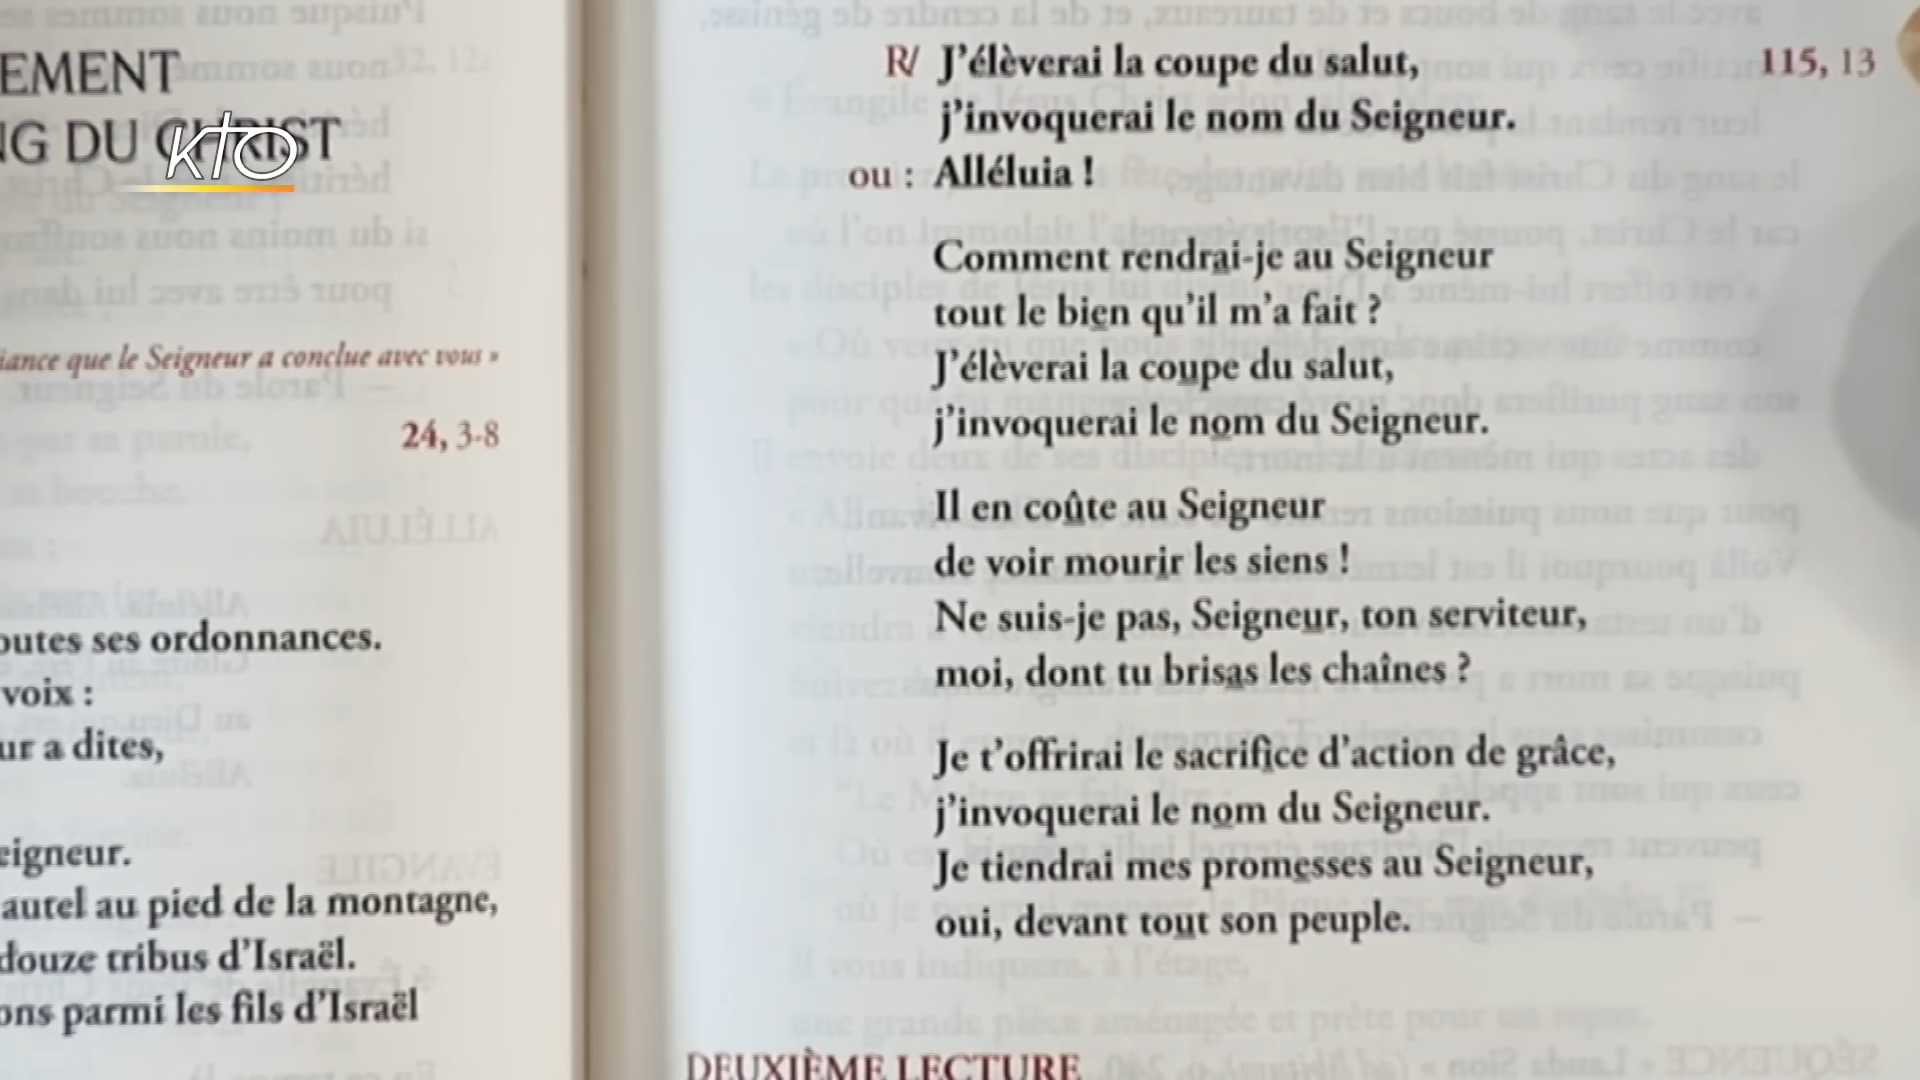 EMENT
NG DU CHRIST
KTO
iance que le Seigneur a conclue avec vous »
24, 3-8
outes ses ordonnances.
voix :
ur a dites,
eigneur.
autel au pied de la montagne,
douze tribus d’Israël.
ons parmi les fils d’Israël
R/ J’élèverai la coupe du salut, 115, 13
j’invoquerai le nom du Seigneur.
ou : Alléluia !
Comment rendrai-je au Seigneur
tout le bien qu’il m’a fait ?
J’élèverai la coupe du salut,
j’invoquerai le nom du Seigneur.
Il en coûte au Seigneur
de voir mourir les siens !
Ne suis-je pas, Seigneur, ton serviteur,
moi, dont tu brisas les chaînes ?
Je t’offrirai le sacrifice d’action de grâce,
j’invoquerai le nom du Seigneur.
Je tiendrai mes promesses au Seigneur,
oui, devant tout son peuple.
DEUXIÈME LECTURE